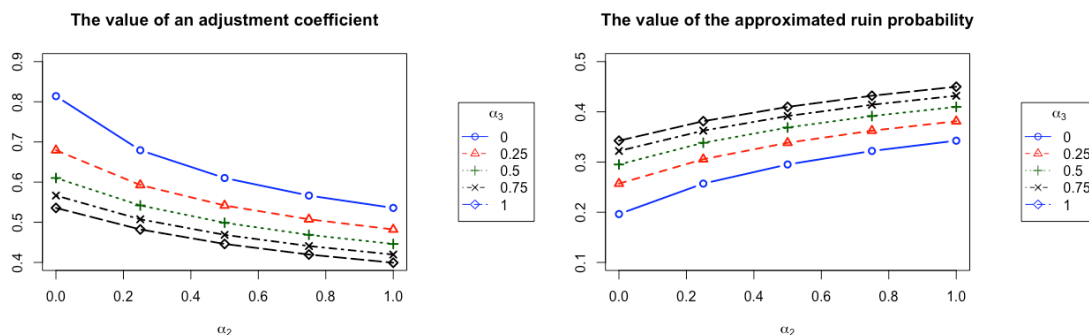 The value of an adjustment coefficient
0.9
0.8
0.7
0.6
0.5
0.4
0.0 0.2 0.4 0.6 0.8 1.0
α2
α3
0
0.25
0.5
0.75
1
The value of the approximated ruin probability
0.5
0.4
0.3
0.2
0.1
0.0 0.2 0.4 0.6 0.8 1.0
α2
α3
0
0.25
0.5
0.75
1